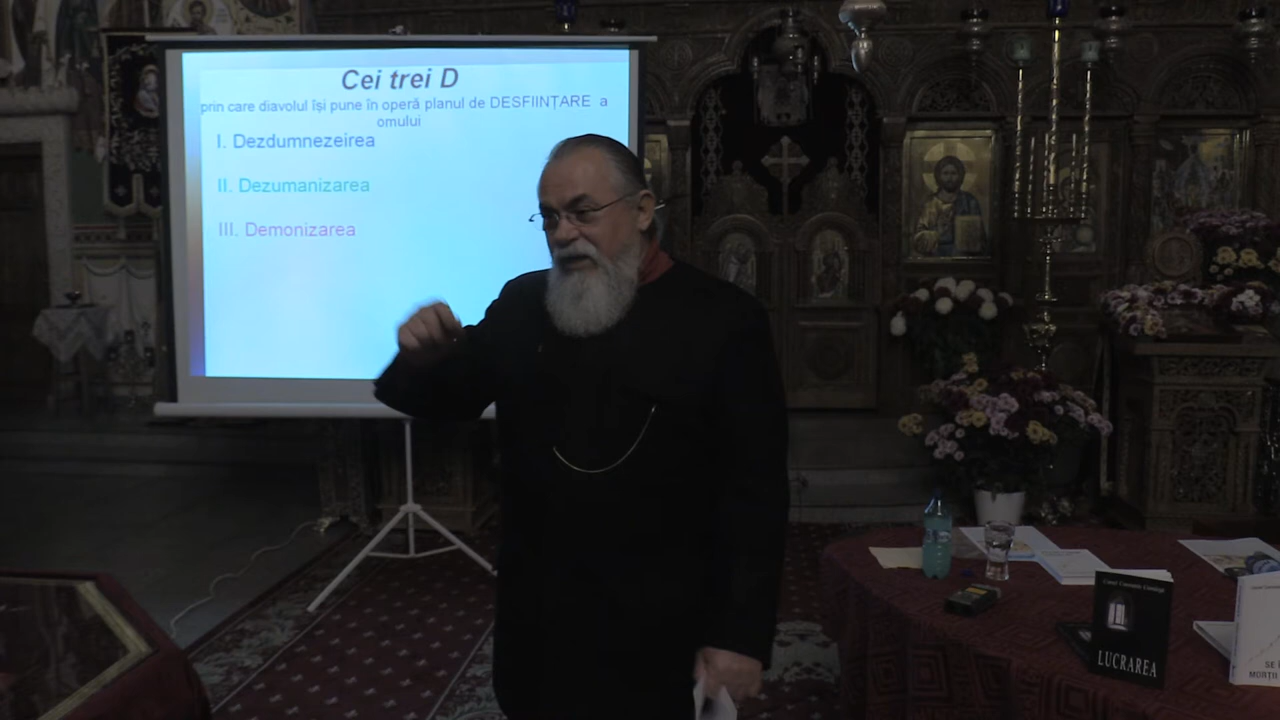 Cei trei D
prin care diavolul își pune în operă planul de DESFIINȚARE a
omului
I. Dezdumnezeirea
II. Dezumanizarea
III. Demonizarea
LUCRAREA
SE